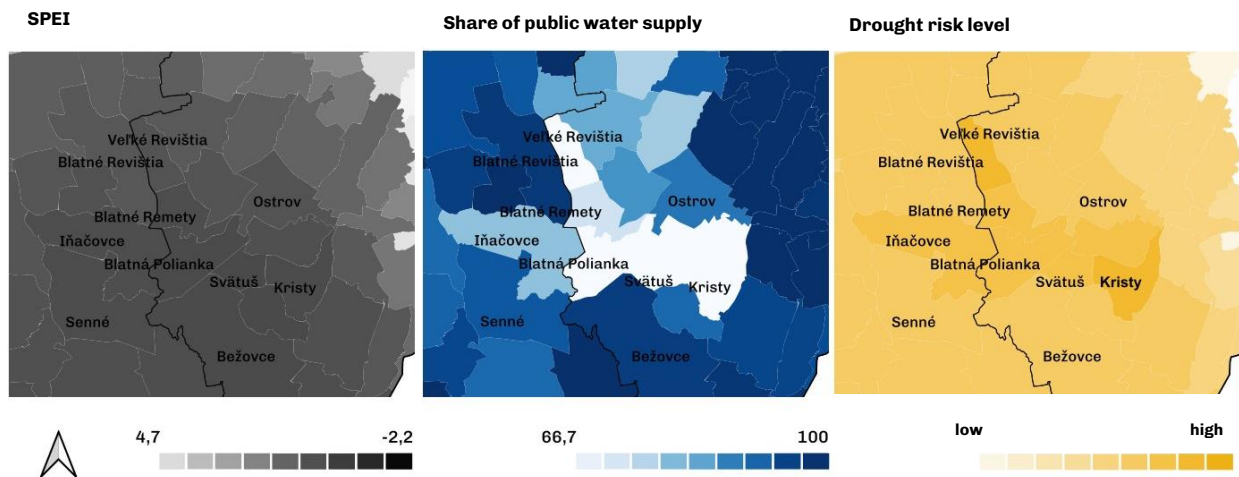 SPEI
Share of public water supply
Drought risk level
Veľké Revištia
Blatné Revištia
Ostrov
Blatné Remety
Iňačovce
Blatná Polianka
Svätuš
Kristy
Senné
Bežovce
Veľké Revištia
Blatné Revištia
Ostrov
Blatné Remety
Iňačovce
Blatná Polianka
Svätuš
Kristy
Senné
Bežovce
Veľké Revištia
Blatné Revištia
Ostrov
Blatné Remety
Iňačovce
Blatná Polianka
Svätuš
Kristy
Senné
Bežovce
4,7 -2,2
66,7 100
low high